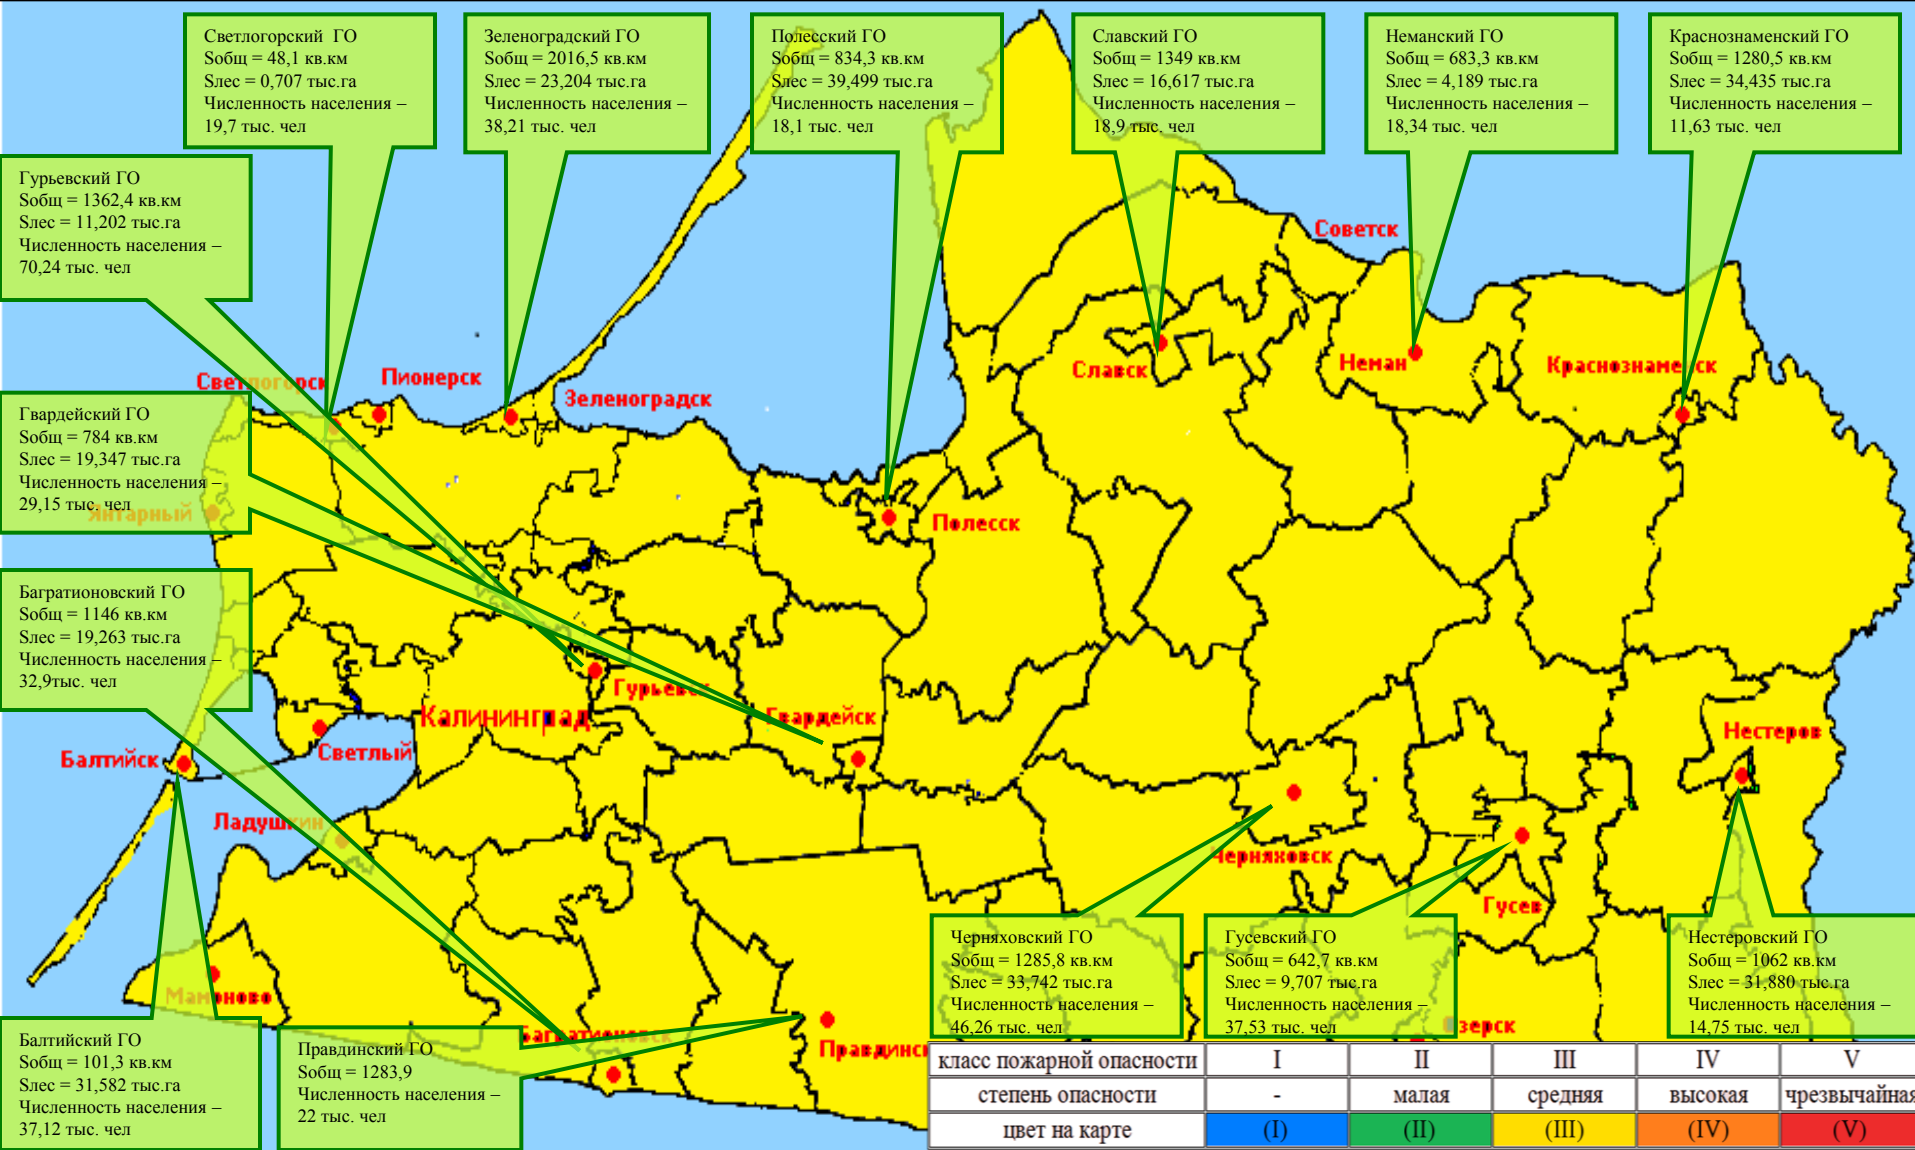 Светлогорский  ГО
Sобщ = 48,1 кв.км
Sлес = 0,707 тыс.га
Численность населения –
19,7 тыс. чел
Зеленоградский ГО
Sобщ = 2016,5 кв.км
Sлес = 23,204 тыс.га
Численность населения –
38,21 тыс. чел
Полесский ГО
Sобщ = 834,3 кв.км
Sлес = 39,499 тыс.га
Численность населения –
18,1 тыс. чел
Славский ГО
Sобщ = 1349 кв.км
Sлес = 16,617 тыс.га
Численность населения –
18,9 тыс. чел
Неманский ГО
Sобщ = 683,3 кв.км
Sлес = 4,189 тыс.га
Численность населения –
18,34 тыс. чел
Краснознаменский ГО
Sобщ = 1280,5 кв.км
Sлес = 34,435 тыс.га
Численность населения –
11,63 тыс. чел
Гурьевский ГО
Sобщ = 1362,4 кв.км
Sлес = 11,202 тыс.га
Численность населения –
70,24 тыс. чел
Советск
Светлогорск
Пионерск
Зеленоградск
Славск
Неман
Краснознаменск
Гвардейский ГО
Sобщ = 784 кв.км
Sлес = 19,347 тыс.га
Численность населения –
29,15 тыс. чел
Янтарный
Полесск
Багратионовский ГО
Sобщ = 1146 кв.км
Sлес = 19,263 тыс.га
Численность населения –
32,9тыс. чел
Гурьевск
Калининград
Гвардейск
Нестеров
Балтийск
Светлый
Ладушкин
Черняховск
Гусев
Мамоново
Черняховский ГО
Sобщ = 1285,8 кв.км
Sлес = 33,742 тыс.га
Численность населения –
46,26 тыс. чел
Гусевский ГО
Sобщ = 642,7 кв.км
Sлес = 9,707 тыс.га
Численность населения –
37,53 тыс. чел
Нестеровский ГО
Sобщ = 1062 кв.км
Sлес = 31,880 тыс.га
Численность населения –
14,75 тыс. чел
Озерск
Багратионовск
Правдинск
Балтийский ГО
Sобщ = 101,3 кв.км
Sлес = 31,582 тыс.га
Численность населения –
37,12 тыс. чел
Правдинский ГО
Sобщ = 1283,9
Численность населения –
22 тыс. чел
класс пожарной опасности I II III IV V
степень опасности - малая средняя высокая чрезвычайная
цвет на карте (I) (II) (III) (IV) (V)